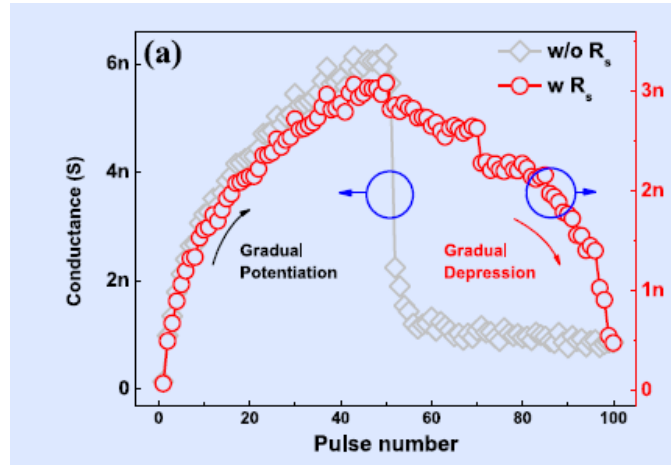 (a)
w/o Rs
w Rs
6n
4n
2n
0
3n
2n
1n
0
Conductance (S)
Gradual
Potentiation
Gradual
Depression
0
20
40
60
80
100
Pulse number